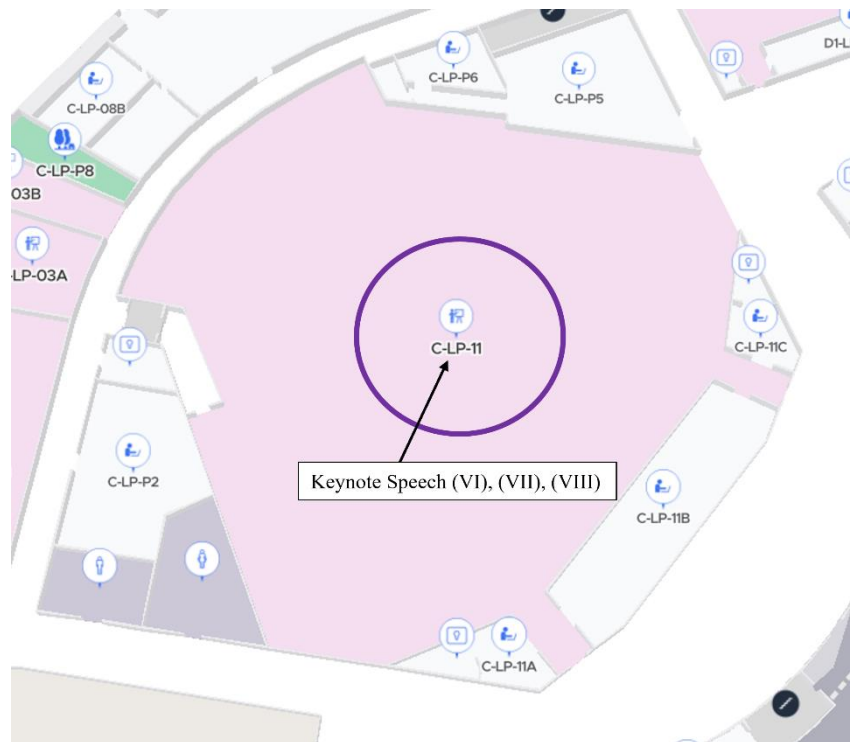 C-LP-P6
C-LP-P5
D1-L
C-LP-08B
C-LP-P8
03B
-LP-03A
C-LP-11
C-LP-11C
Keynote Speech (VI), (VII), (VIII)
C-LP-P2
C-LP-11B
C-LP-11A